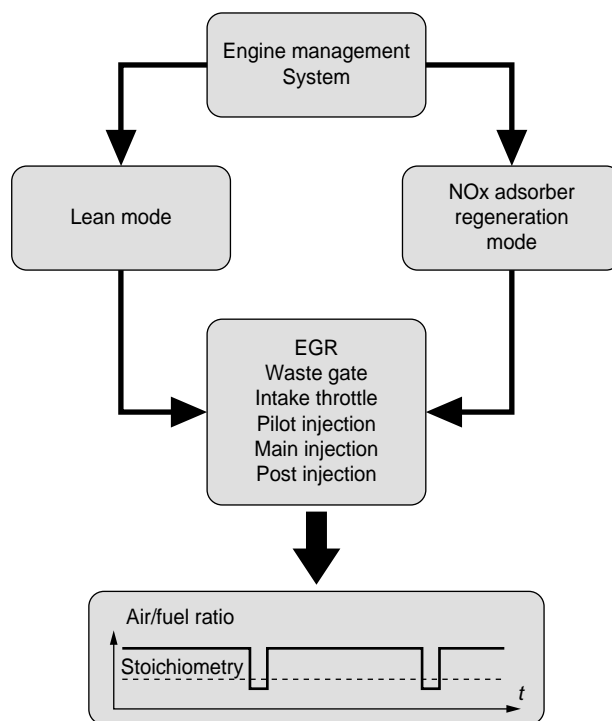 Engine management
System
Lean mode
NOx adsorber
regeneration
mode
EGR
Waste gate
Intake throttle
Pilot injection
Main injection
Post injection
Air/fuel ratio
Stoichiometry
t